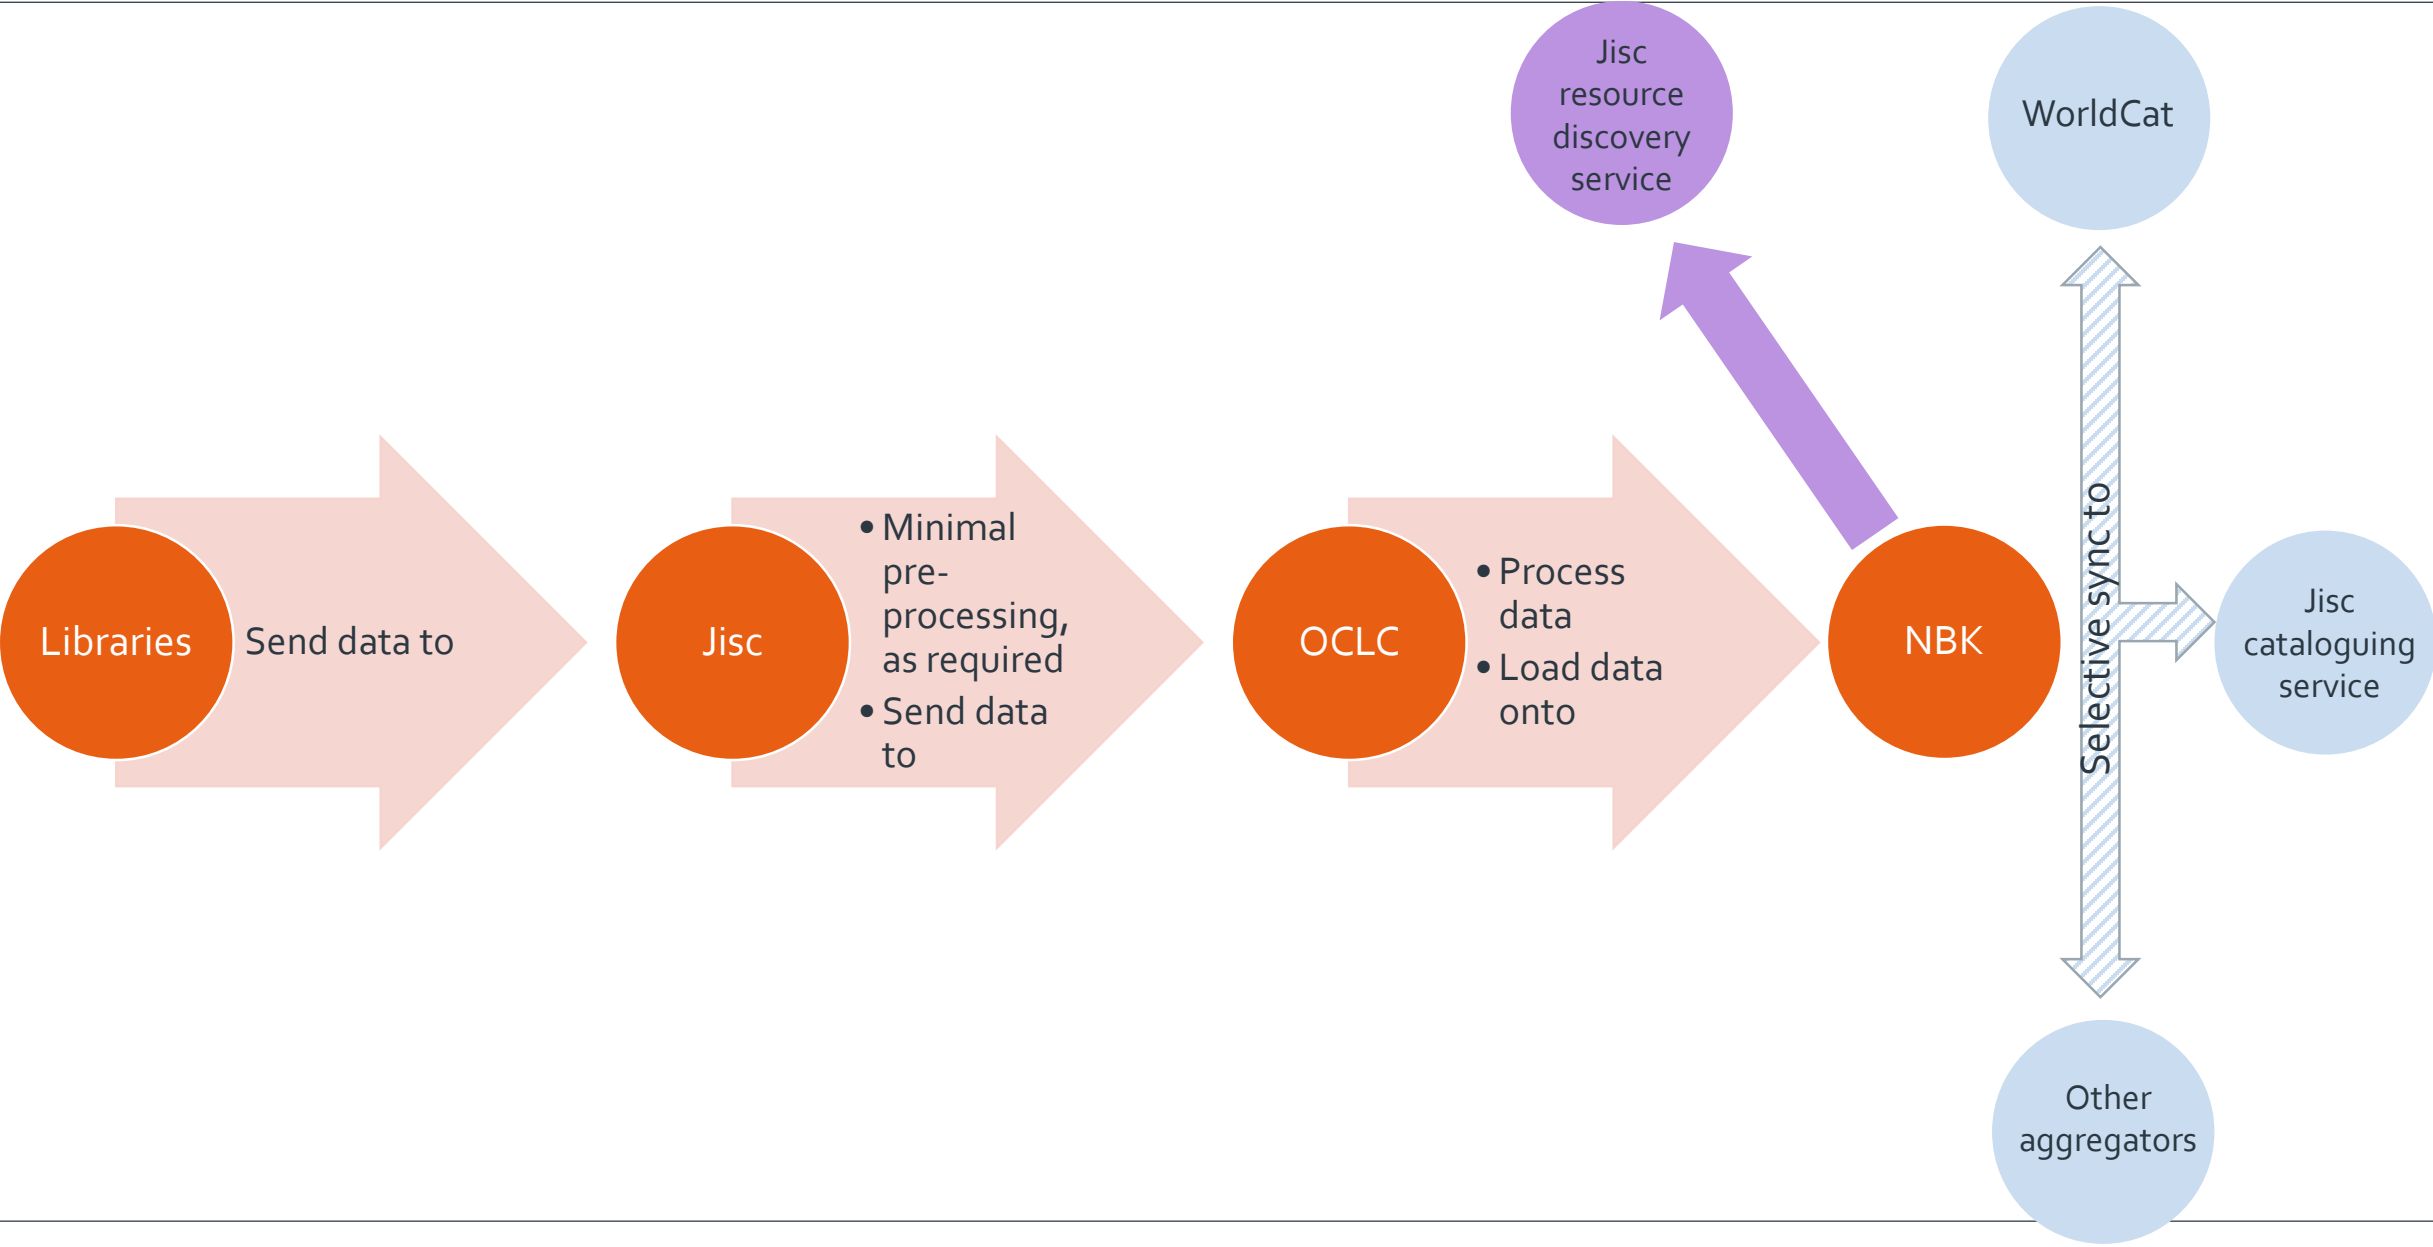 Jisc
resource
discovery
service
WorldCat
Libraries
Send data to
Jisc
• Minimal
pre-
processing,
as required
• Send data
to
OCLC
• Process
data
• Load data
onto
NBK
Selective sync to
Jisc
cataloguing
service
Other
aggregators